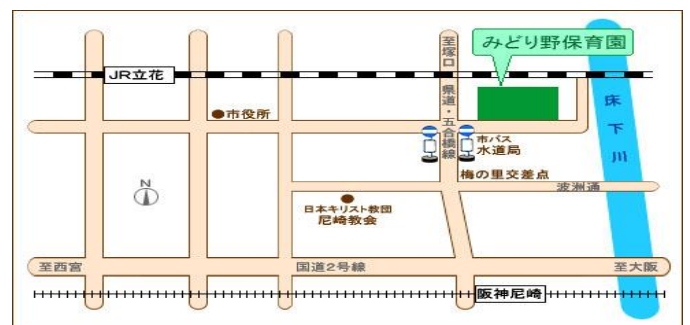 みどり野保育園
至塚口
JR立花
県道・五合橋線
床下川
市役所
市バス
水道局
N
梅の里交差点
波洲通
日本キリスト教団
尼崎教会
至西宮
国道2号線
至大阪
阪神尼崎